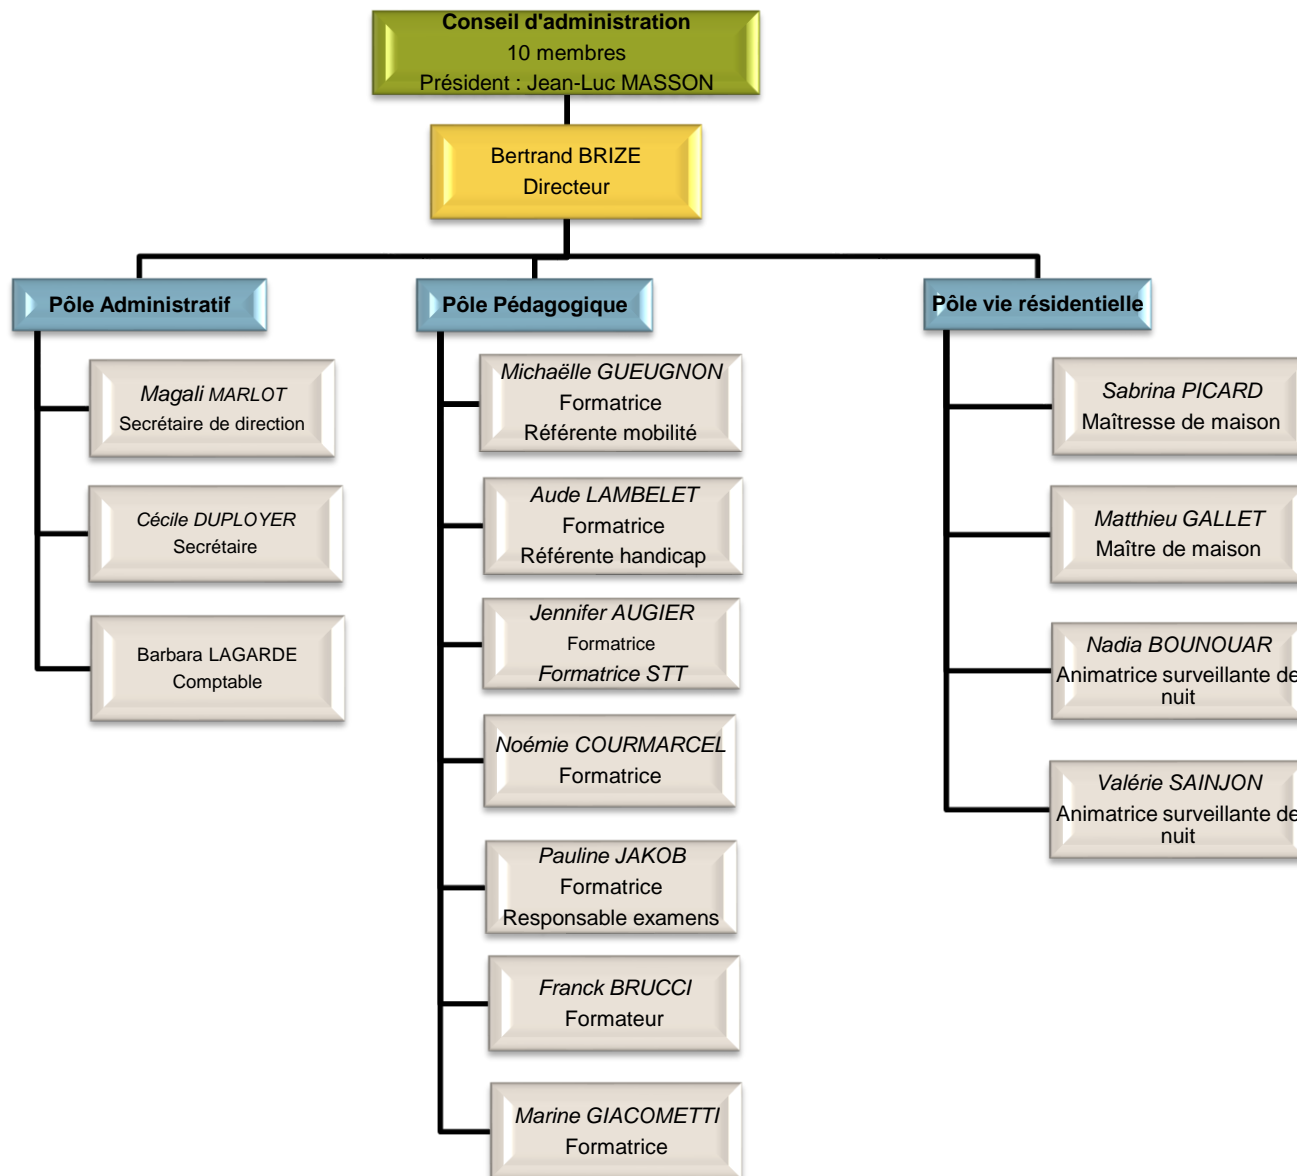 Conseil d'administration
10 membres
Président : Jean-Luc MASSON
Bertrand BRIZE
Directeur
Pôle Administratif
Magali MARLOT
Secrétaire de direction
Cécile DUPLOYER
Secrétaire
Barbara LAGARDE
Comptable
Pôle Pédagogique
Michaëlle GUEUGNON
Formatrice
Référente mobilité
Aude LAMBELET
Formatrice
Référente handicap
Jennifer AUGIER
Formatrice
Formatrice STT
Noémie COURMARCEL
Formatrice
Pauline JAKOB
Formatrice
Responsable examens
Franck BRUCCI
Formateur
Marine GIACOMETTI
Formatrice
Pôle vie résidentielle
Sabrina PICARD
Maîtresse de maison
Matthieu GALLET
Maître de maison
Nadia BOUNOUAR
Animatrice surveillante de
nuit
Valérie SAINJON
Animatrice surveillante de
nuit